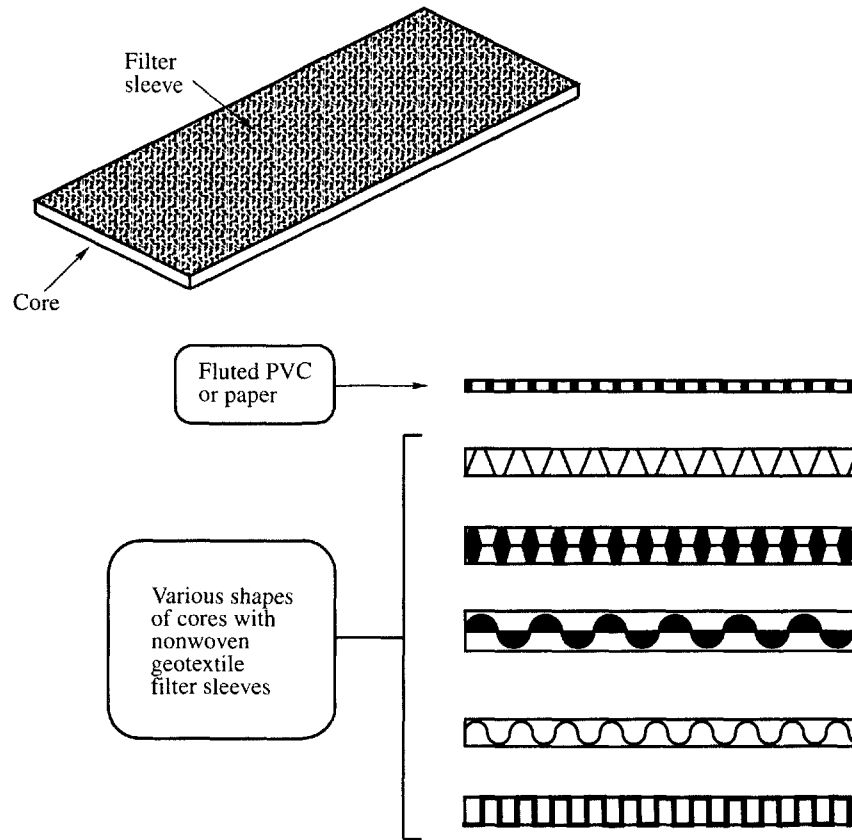 Filter
sleeve
Core
Fluted PVC
or paper
Various shapes
of cores with
nonwoven
geotextile
filter sleeves